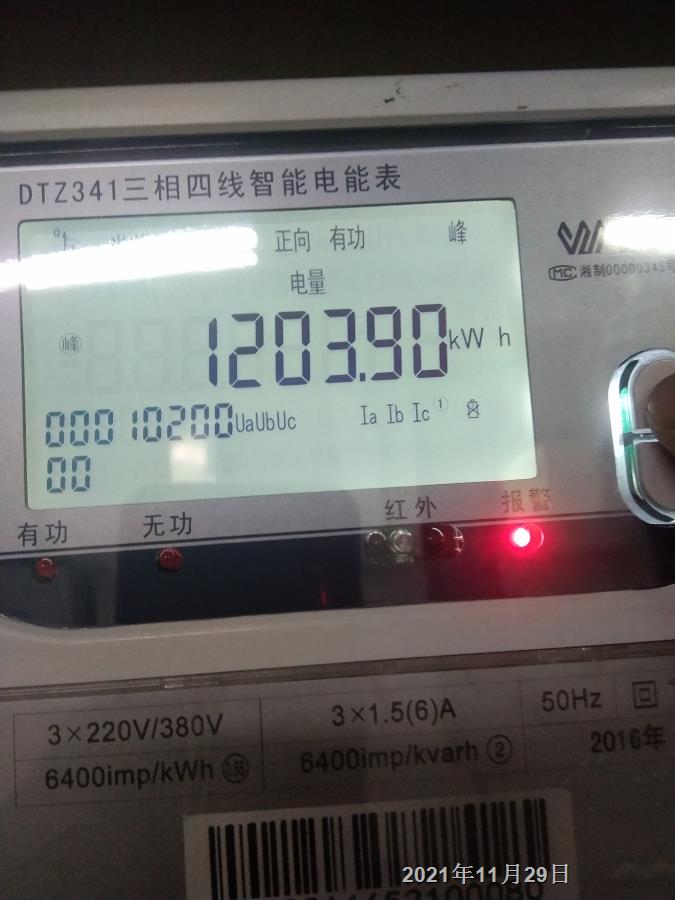 DTZ341三相四线智能电能表
正向 有功 峰
电量
MC 湘制00000345号
峰 1203.90 kW h
00010200 UaUbUc Ia Ib Ic ①
00
有功 无功 红外 报警
3×220V/380V 3×1.5(6)A 50Hz
6400imp/kWh 0.5S 6400imp/kvarh ② 2016年
2021年11月29日